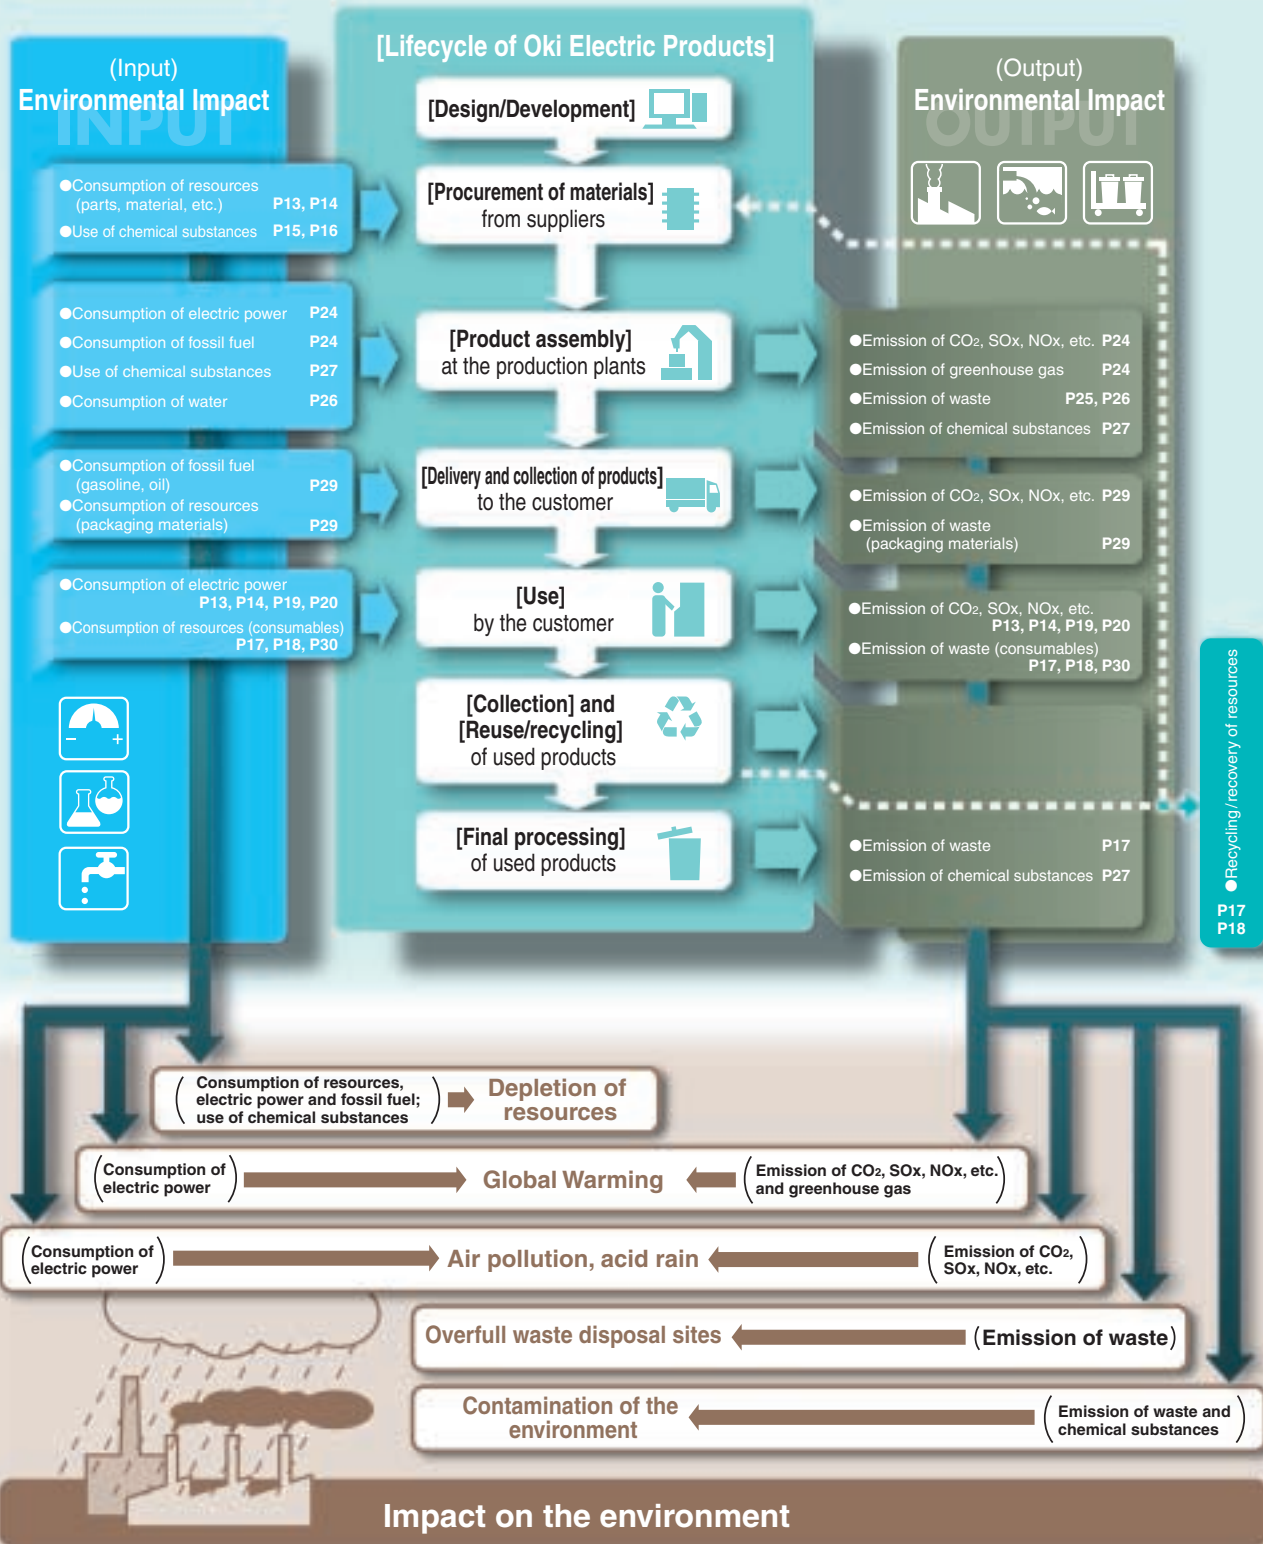 (Input)
Environmental Impact
INPUT
●Consumption of resources
(parts, material, etc.) P13, P14
●Use of chemical substances P15, P16
●Consumption of electric power P24
●Consumption of fossil fuel P24
●Use of chemical substances P27
●Consumption of water P26
●Consumption of fossil fuel
(gasoline, oil) P29
●Consumption of resources
(packaging materials) P29
●Consumption of electric power
P13, P14, P19, P20
●Consumption of resources (consumables)
P17, P18, P30
[Lifecycle of Oki Electric Products]
[Design/Development]
[Procurement of materials]
from suppliers
[Product assembly]
at the production plants
[Delivery and collection of products]
to the customer
[Use]
by the customer
[Collection] and
[Reuse/recycling]
of used products
[Final processing]
of used products
(Output)
Environmental Impact
OUTPUT
●Emission of CO2, SOx, NOx, etc. P24
●Emission of greenhouse gas P24
●Emission of waste P25, P26
●Emission of chemical substances P27
●Emission of CO2, SOx, NOx, etc. P29
●Emission of waste
(packaging materials) P29
●Emission of CO2, SOx, NOx, etc.
P13, P14, P19, P20
●Emission of waste (consumables)
P17, P18, P30
●Emission of waste P17
●Emission of chemical substances P27
●Recycling/recovery of resources
P17
P18
(Consumption of resources,
electric power and fossil fuel;
use of chemical substances)
Depletion of
resources
(Consumption of
electric power)
Global Warming
(Emission of CO2, SOx, NOx, etc.
and greenhouse gas)
(Consumption of
electric power)
Air pollution, acid rain
(Emission of CO2,
SOx, NOx, etc.)
Overfull waste disposal sites
(Emission of waste)
Contamination of the
environment
(Emission of waste and
chemical substances)
Impact on the environment